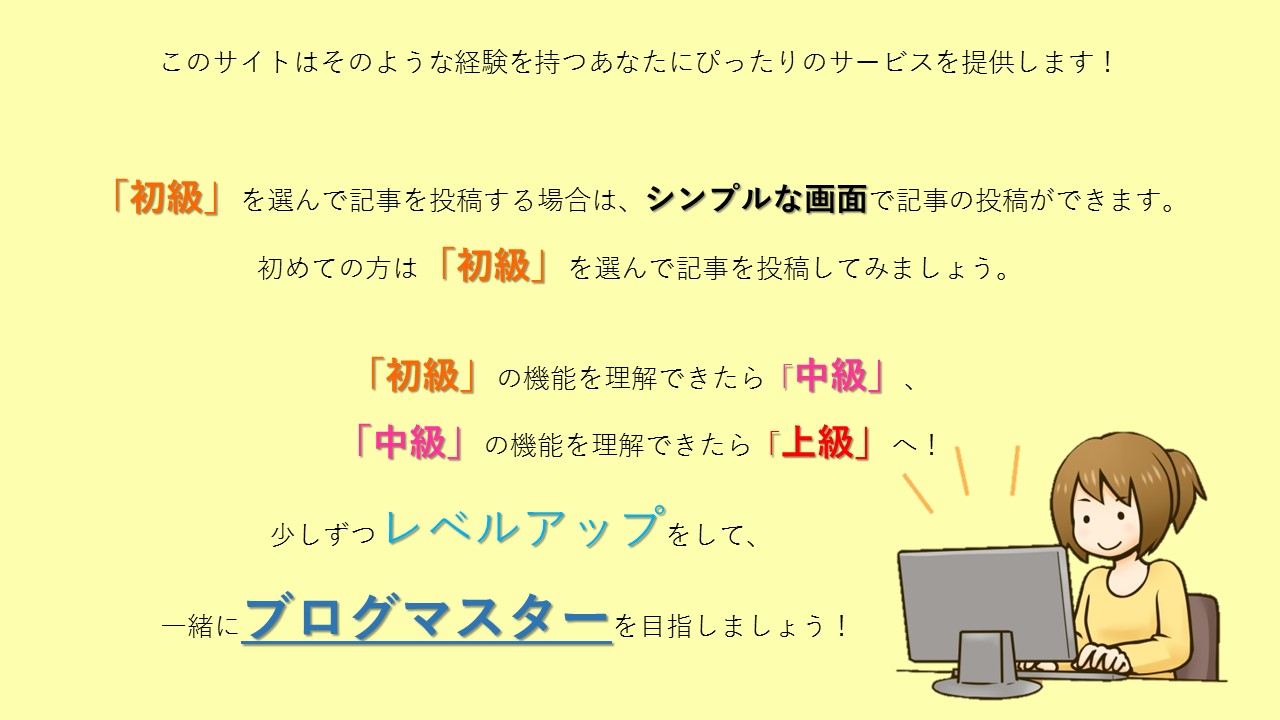 このサイトはそのような経験を持つあなたにぴったりのサービスを提供します！
「初級」を選んで記事を投稿する場合は、シンプルな画面で記事の投稿ができます。
初めての方は「初級」を選んで記事を投稿してみましょう。
「初級」の機能を理解できたら「中級」、
「中級」の機能を理解できたら「上級」へ！
少しずつレベルアップをして、
一緒にブログマスターを目指しましょう！